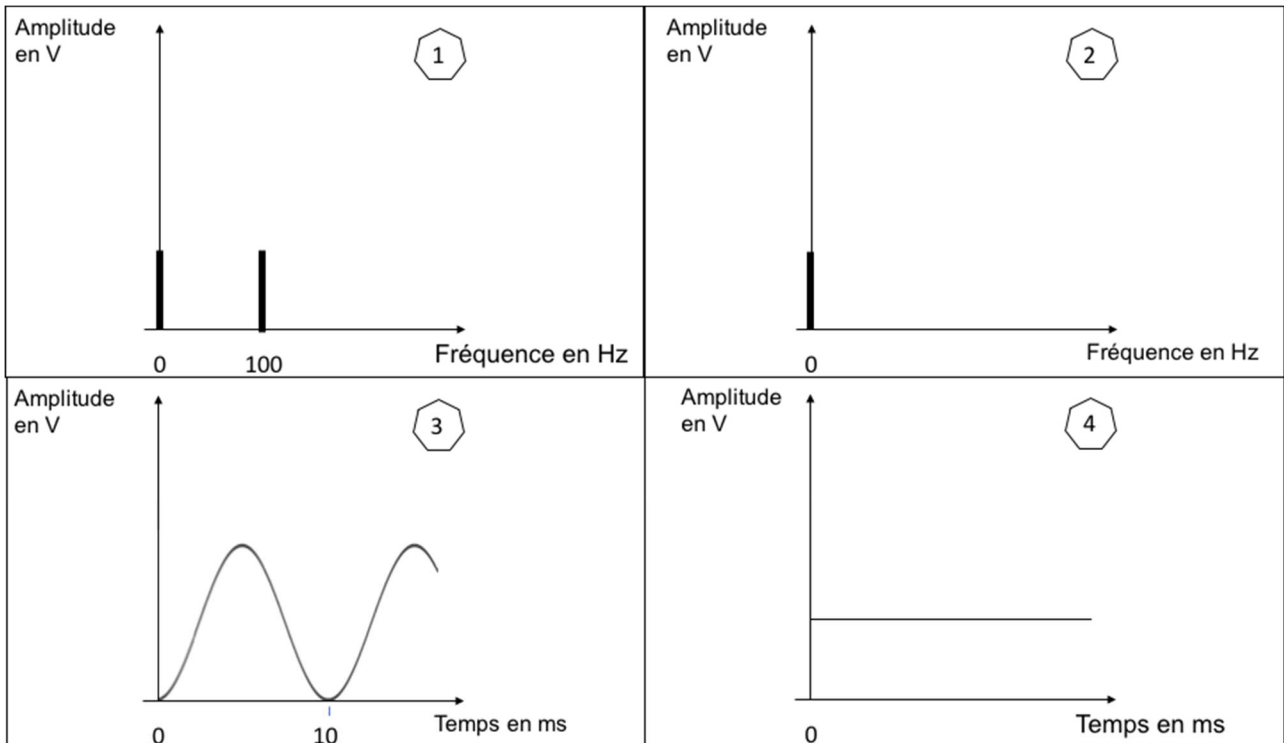 Amplitude
en V
1
0
100
Fréquence en Hz
Amplitude
en V
2
0
Fréquence en Hz
Amplitude
en V
3
0
10
Temps en ms
Amplitude
en V
4
0
Temps en ms